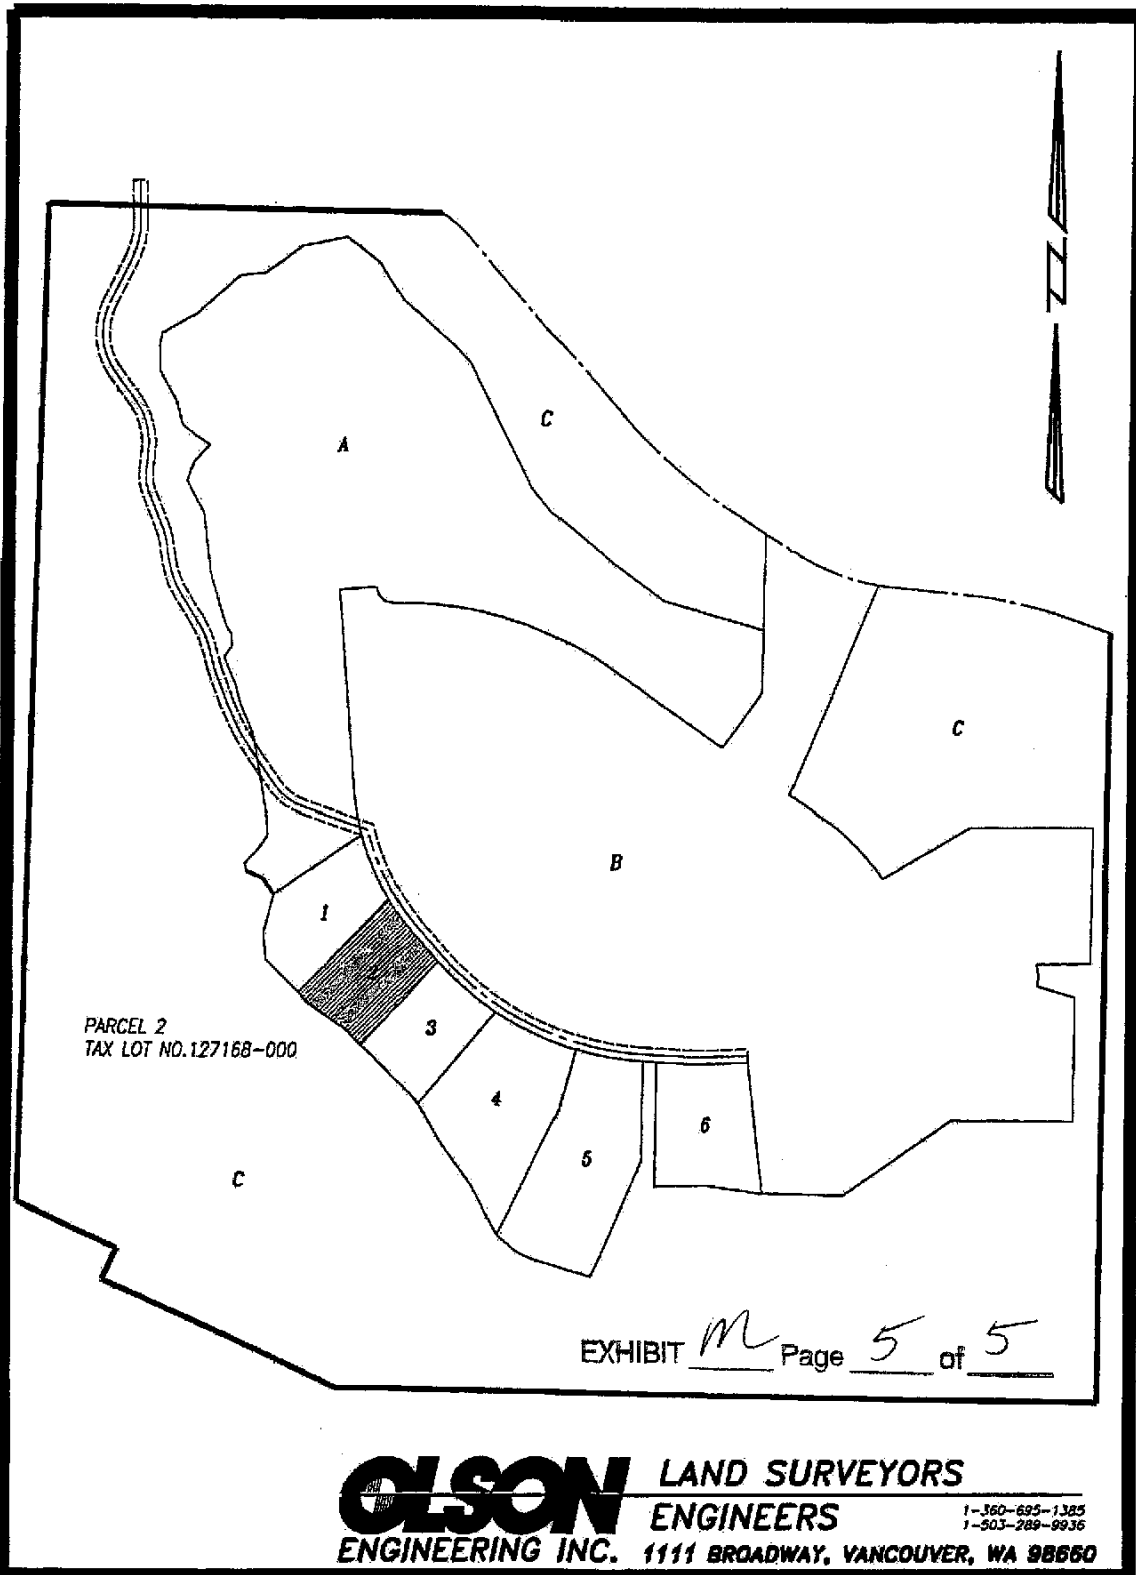 N
C
A
C
B
1
2
3
PARCEL 2
TAX LOT NO.127168-000
4
6
5
C
EXHIBIT M Page 5 of 5
OLSON LAND SURVEYORS
ENGINEERS 1-360-695-1385
1-503-289-9936
ENGINEERING INC. 1111 BROADWAY, VANCOUVER, WA 98660